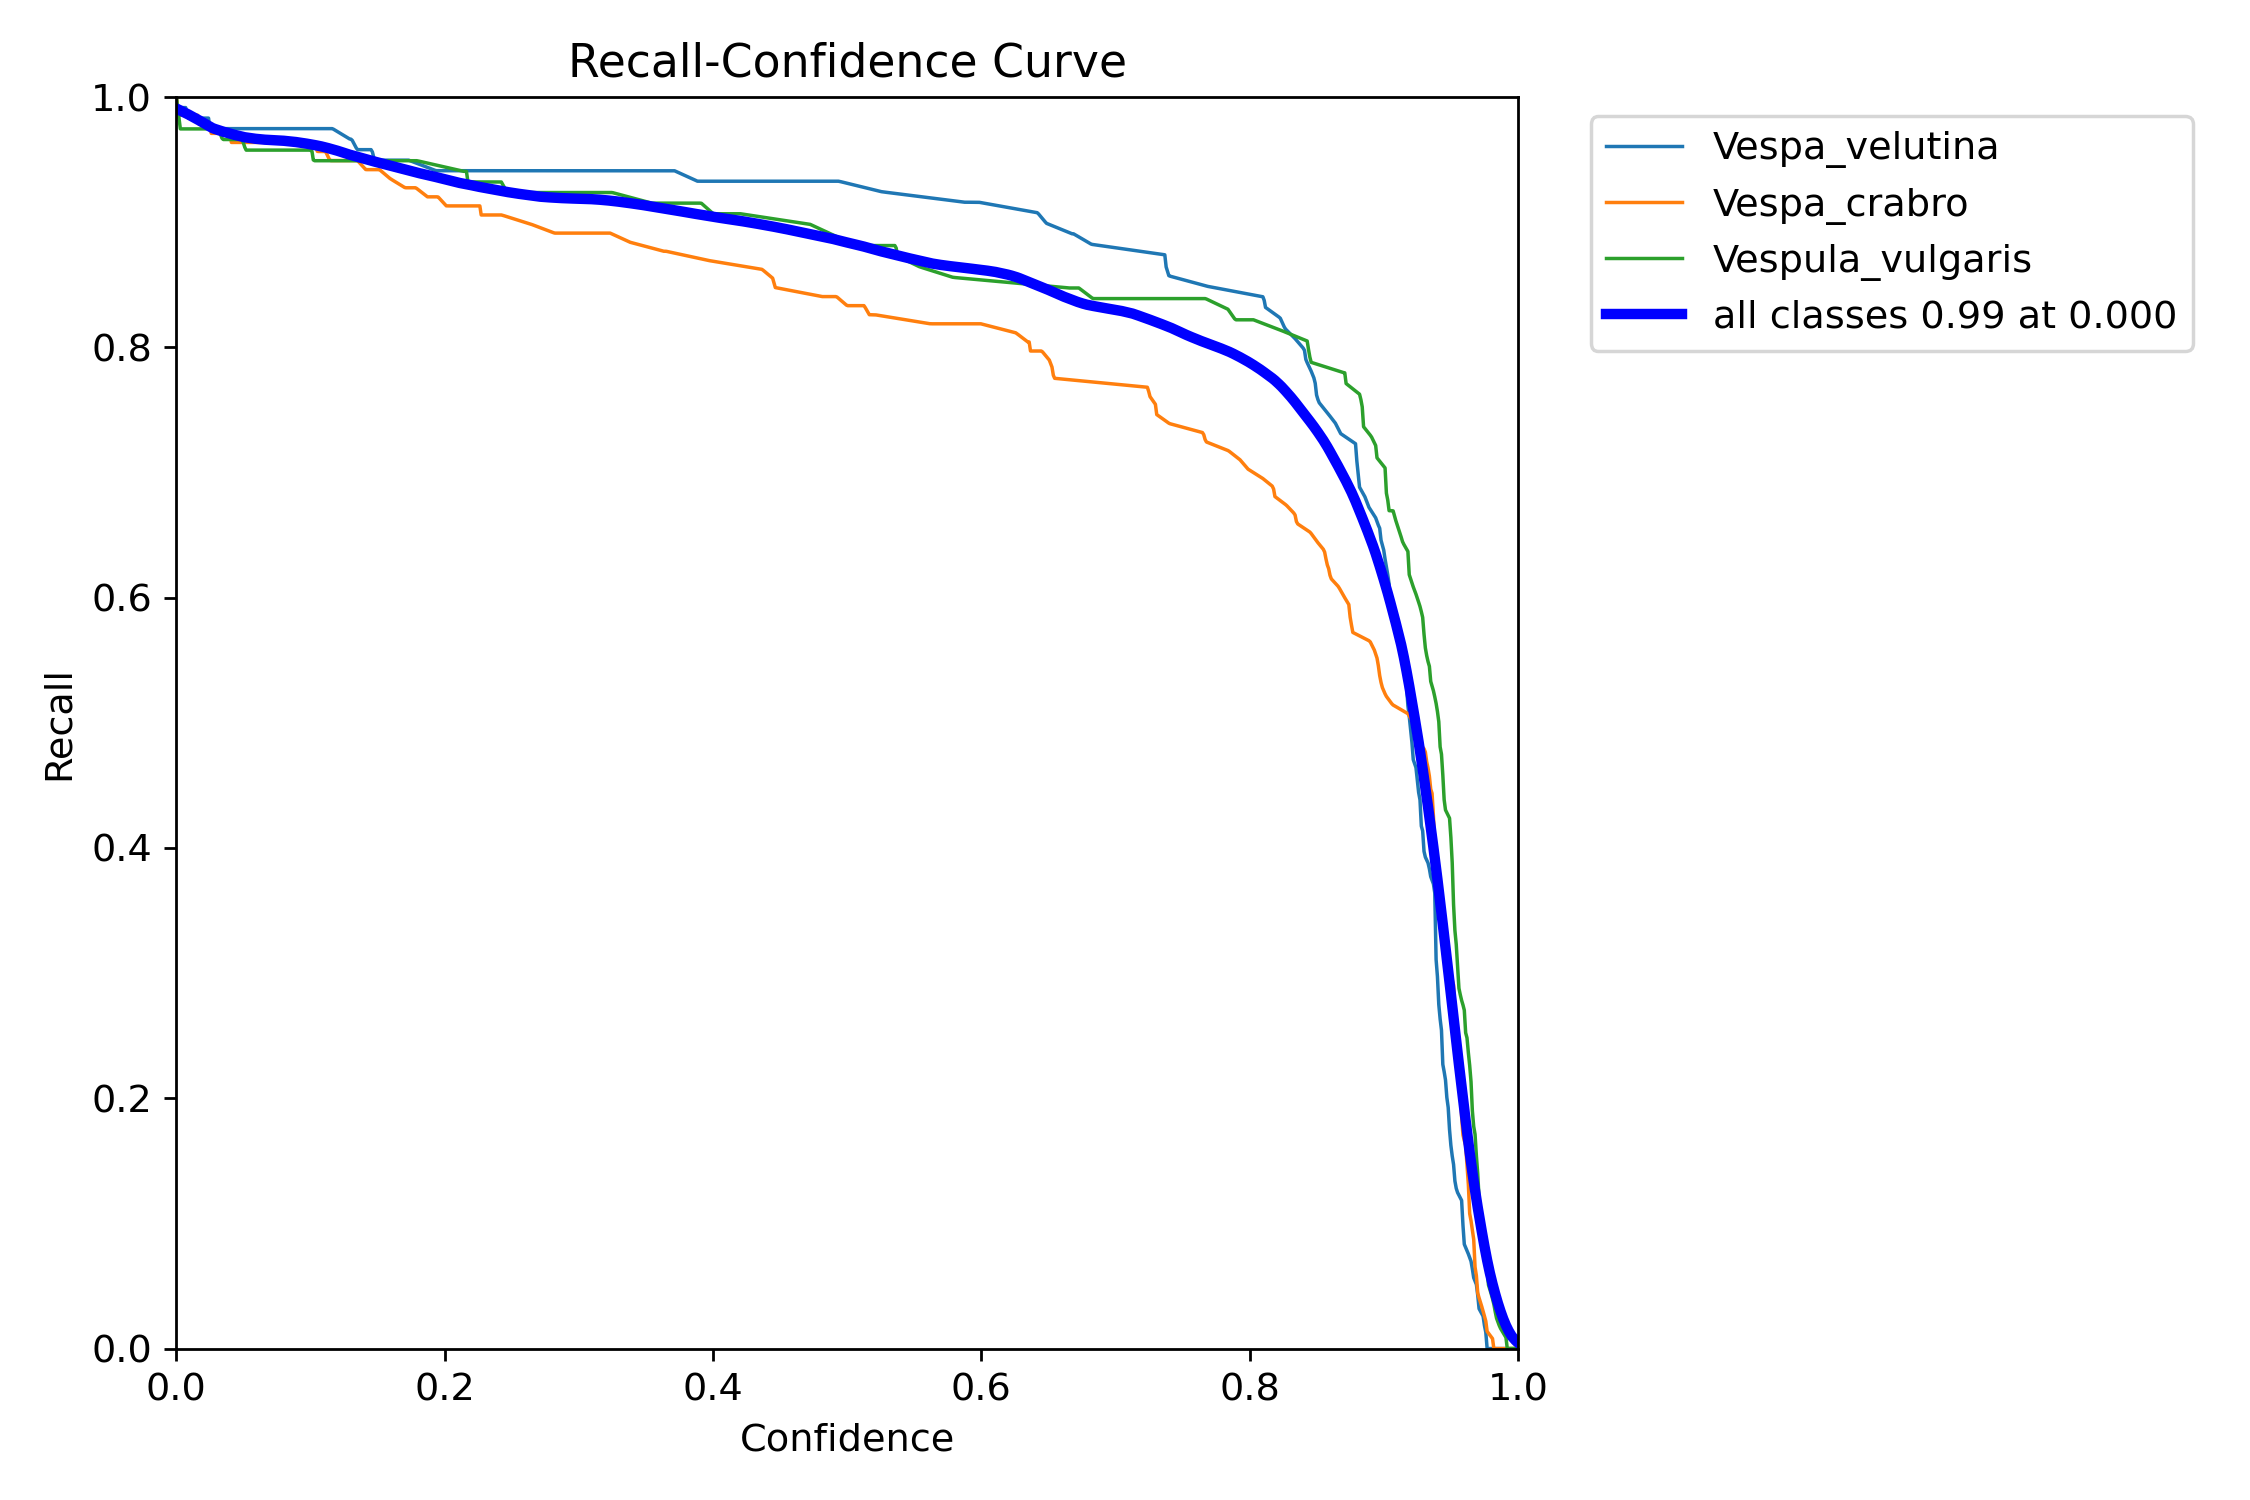 Recall-Confidence Curve
1.0
0.8
0.6
0.4
0.2
0.0
Recall
0.0 0.2 0.4 0.6 0.8 1.0
Confidence
Vespa_velutina
Vespa_crabro
Vespula_vulgaris
all classes 0.99 at 0.000